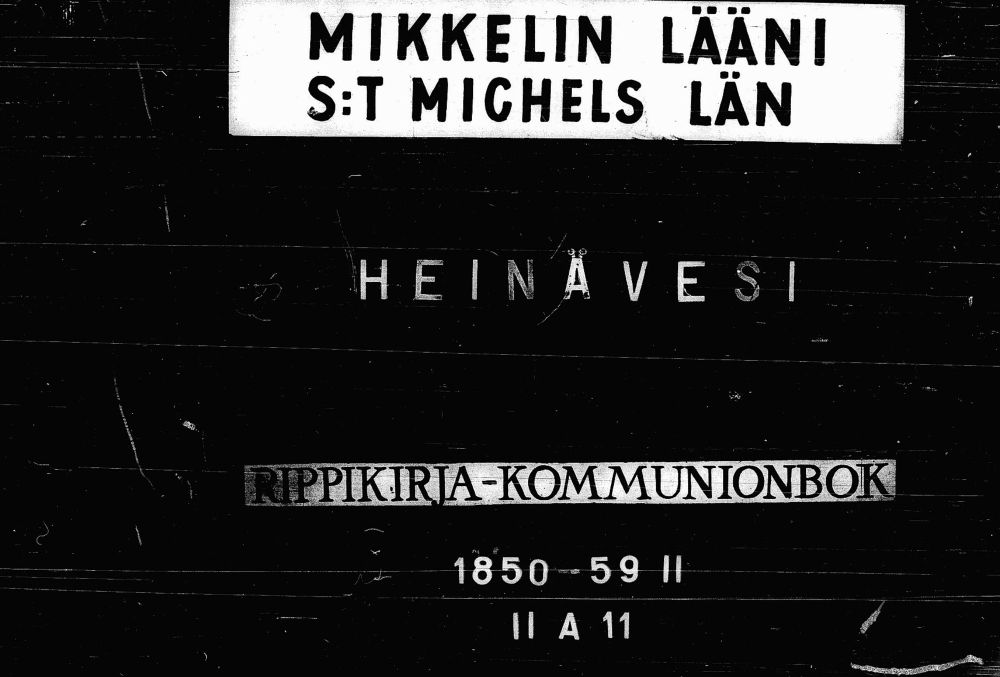 MIKKELIN LÄÄNI
S:T MICHELS LÄN
HEINÄVESI
RIPPIKIRJA-KOMMUNIONBOK
1850-59 II
II A 11